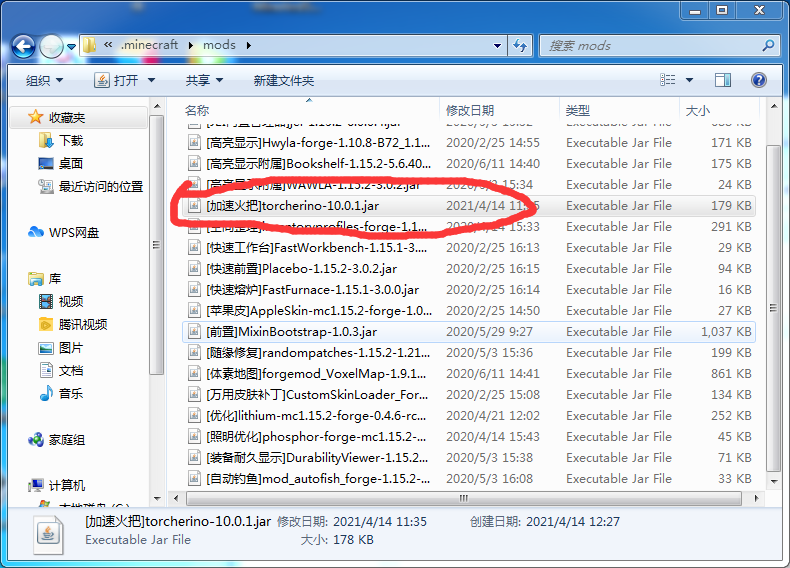 « .minecraft ▸ mods ▸
搜索 mods
组织 打开 共享 新建文件夹
名称 修改日期 类型 大小
收藏夹
下载
桌面
最近访问的位置
WPS网盘
库
视频
腾讯视频
图片
文档
音乐
家庭组
计算机
[高亮显示]Hwyla-forge-1.10.8-B72_1.1... 2020/2/25 14:55 Executable Jar File 171 KB
[高亮显示附属]Bookshelf-1.15.2-5.6.40... 2020/6/11 14:40 Executable Jar File 175 KB
[高亮显示附属]WAWLA-1.15.2-3.0.2.jar 15:34 Executable Jar File 24 KB
[加速火把]torcherino-10.0.1.jar 2021/4/14 Executable Jar File 179 KB
14 15:33 Executable Jar File 291 KB
[快速工作台]FastWorkbench-1.15.1-3.... 2020/2/25 16:13 Executable Jar File 29 KB
[快速前置]Placebo-1.15.2-3.0.2.jar 2020/2/25 16:15 Executable Jar File 94 KB
[快速熔炉]FastFurnace-1.15.1-3.0.0.jar 2020/2/25 16:14 Executable Jar File 16 KB
[苹果皮]AppleSkin-mc1.15.2-forge-1.0... 2020/2/25 14:50 Executable Jar File 27 KB
[前置]MixinBootstrap-1.0.3.jar 2020/5/29 9:27 Executable Jar File 1,037 KB
[随缘修复]randompatches-1.15.2-1.21... 2020/5/3 15:36 Executable Jar File 199 KB
[体素地图]forgemod_VoxelMap-1.9.1... 2020/6/11 14:41 Executable Jar File 861 KB
[万用皮肤补丁]CustomSkinLoader_For... 2020/2/25 15:08 Executable Jar File 134 KB
[优化]lithium-mc1.15.2-forge-0.4.6-rc... 2020/4/21 12:02 Executable Jar File 252 KB
[照明优化]phosphor-forge-mc1.15.2-... 2020/4/14 15:43 Executable Jar File 45 KB
[装备耐久显示]DurabilityViewer-1.15.2... 2020/5/3 15:38 Executable Jar File 71 KB
[自动钓鱼]mod_autofish_forge-1.15.2-... 2020/5/3 16:08 Executable Jar File 33 KB
[加速火把]torcherino-10.0.1.jar 修改日期: 2021/4/14 11:35 创建日期: 2021/4/14 12:27
Executable Jar File 大小: 178 KB